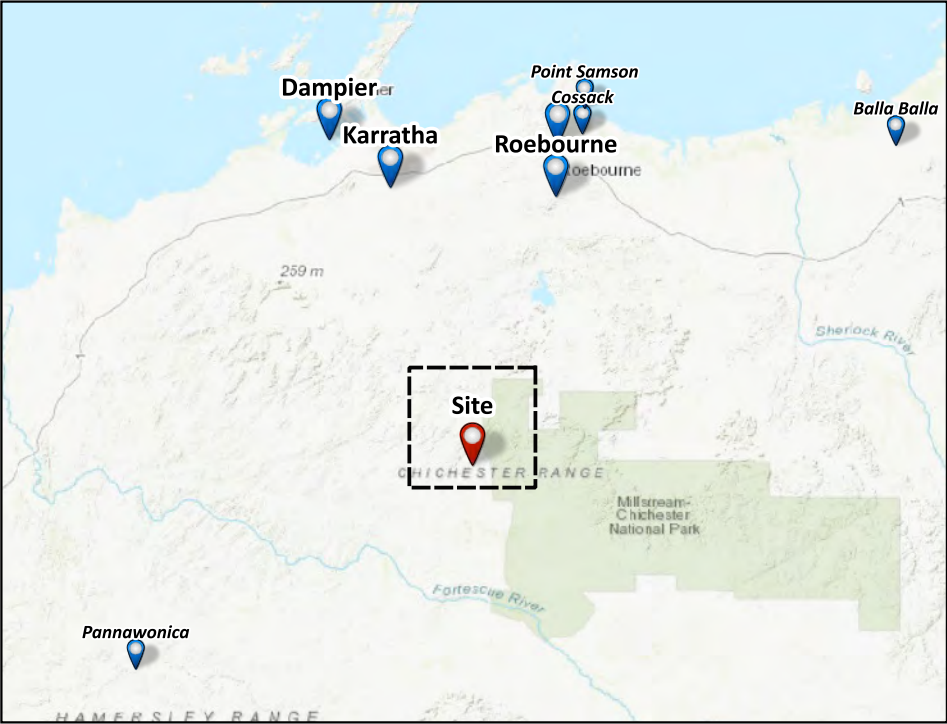 Point Samson
Dampier
er
Cossack
Balla Balla
Karratha
Roebourne
oebourne
259 m
Sherlock River
Site
CHICHESTER RANGE
Millstream-
Chichester
National Park
Fortescue River
Pannawonica
HAMERSLEY RANGE